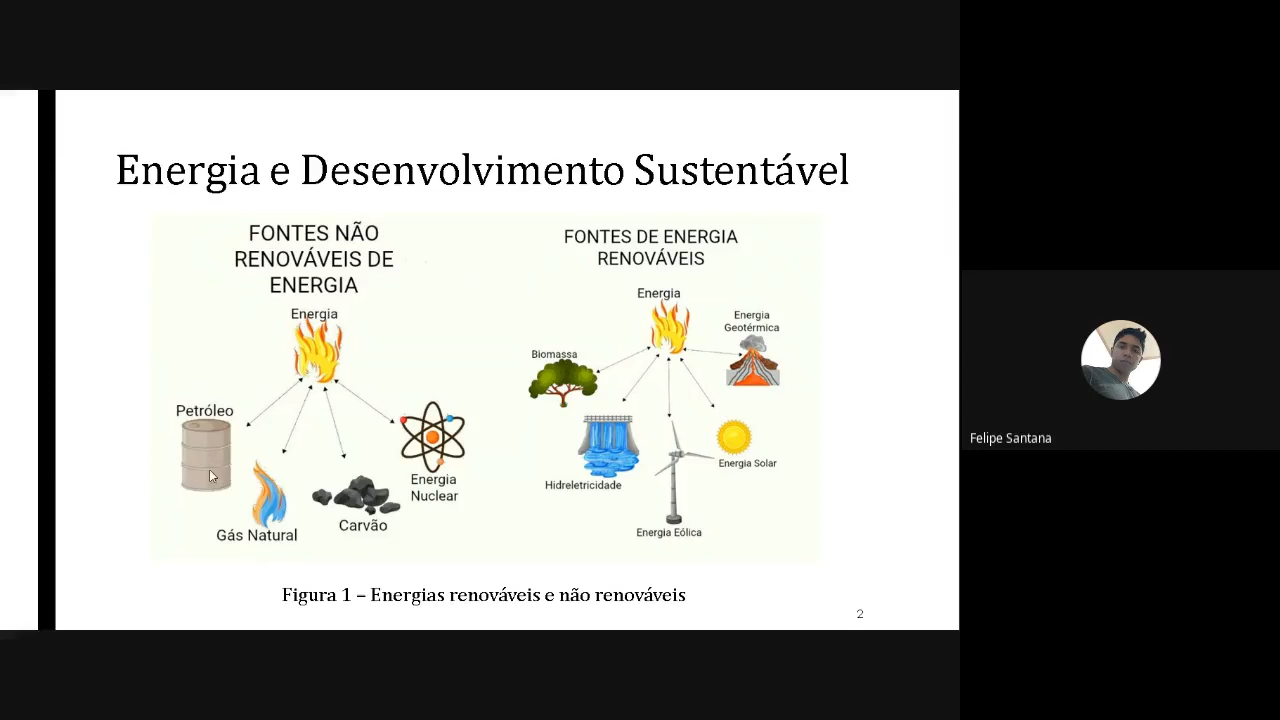 Energia e Desenvolvimento Sustentável
FONTES NÃO
RENOVÁVEIS DE
ENERGIA
Energia
Petróleo
Gás Natural
Carvão
Energia
Nuclear
FONTES DE ENERGIA
RENOVÁVEIS
Energia
Energia
Geotérmica
Biomassa
Hidreletricidade
Energia Solar
Energia Eólica
Figura 1 – Energias renováveis e não renováveis
2
Felipe Santana